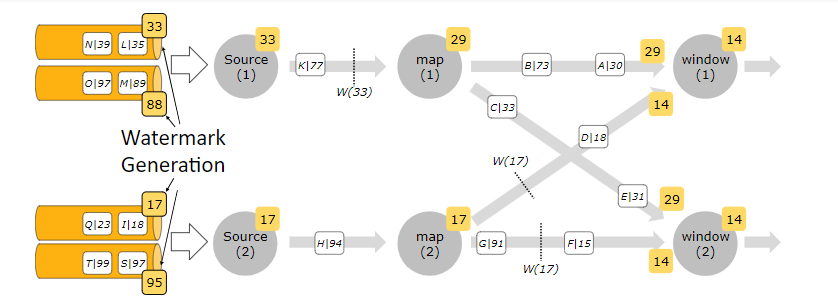 33
N|39 L|35
O|97 M|89
88
Watermark
Generation
17
Q|23 I|18
T|99 S|97
95
33
Source
(1)
K|77
W(33)
29
map
(1)
B|73 A|30
29
14
window
(1)
14
C|33
D|18
W(17)
E|31
29
17
Source
(2)
H|94
17
map
(2)
G|91 F|15
W(17)
14
14
window
(2)